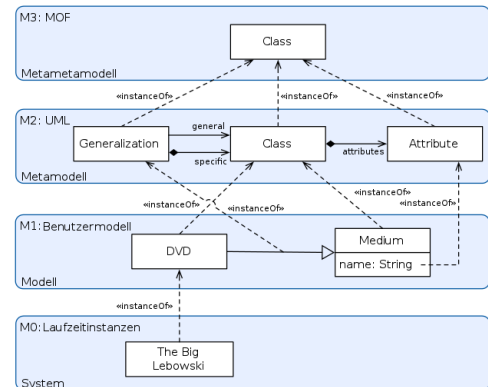 M3: MOF
Class
Metametamodell
«instanceOf»
«instanceOf»
«instanceOf»
M2: UML
general
Generalization
Class
Attribute
specific
attributes
Metamodell
«instanceOf»
«instanceOf»
«instanceOf»
«instanceOf»
M1:Benutzermodell
DVD
Medium
name: String
Modell
«instanceOf»
M0:Laufzeitinstanzen
The Big
Lebowski
System